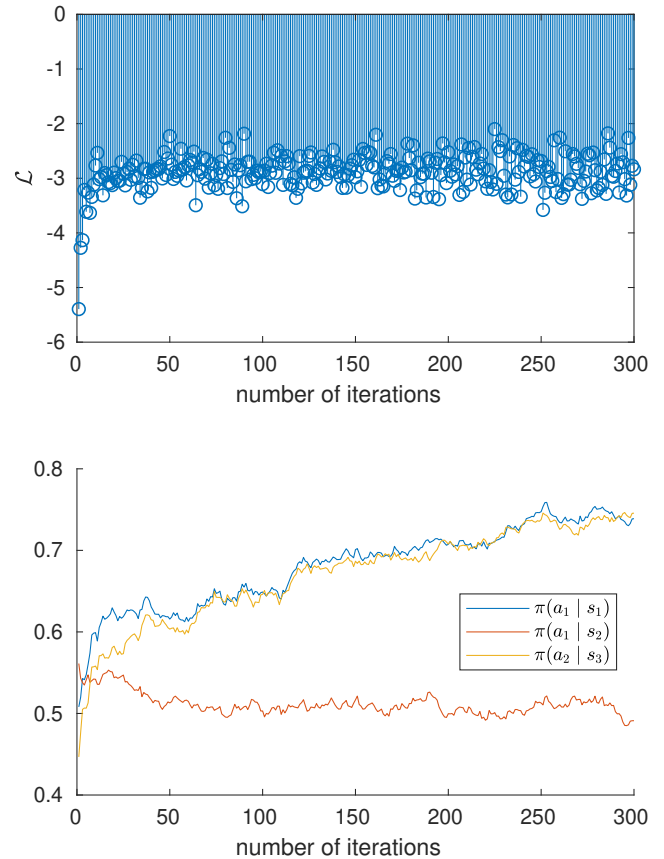 0
-1
-2
-3
-4
-5
-6
ℒ
0 50 100 150 200 250 300
number of iterations
0.8
0.7
0.6
0.5
0.4
π(a₁ | s₁)
π(a₁ | s₂)
π(a₂ | s₃)
0 50 100 150 200 250 300
number of iterations